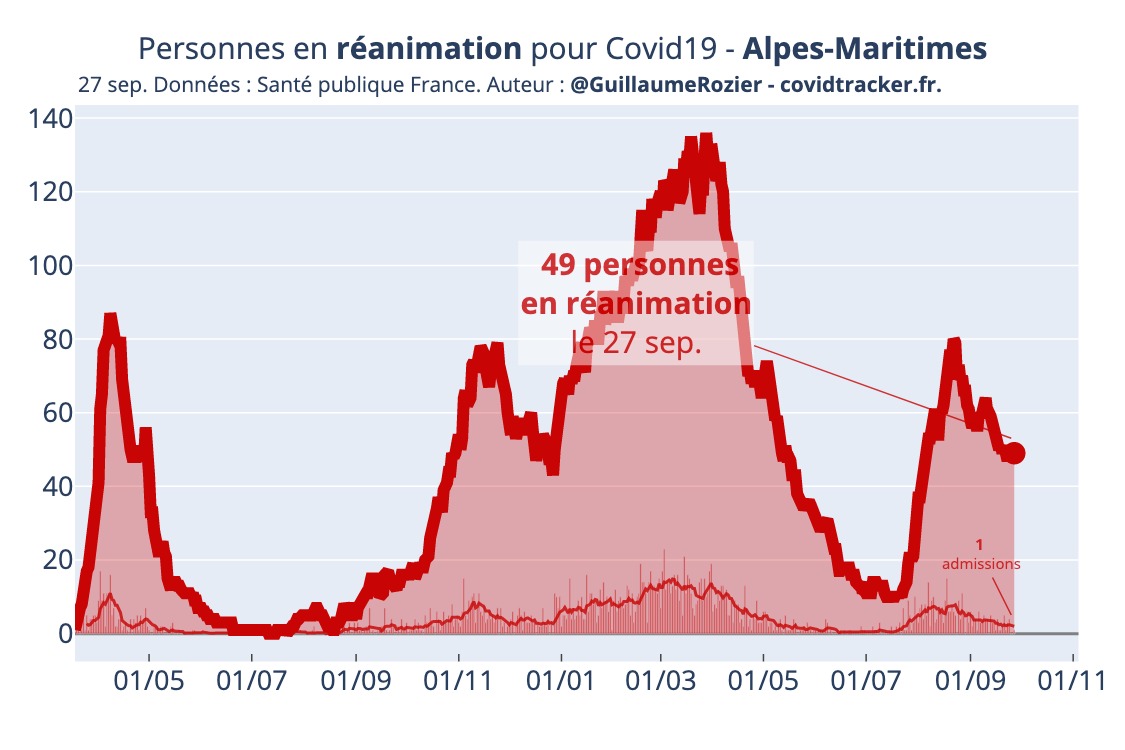 Personnes en réanimation pour Covid19 - Alpes-Maritimes
27 sep. Données : Santé publique France. Auteur : @GuillaumeRozier - covidtracker.fr.
140
120
100
80
60
40
20
0
49 personnes
en réanimation
le 27 sep.
1
admissions
01/05 01/07 01/09 01/11 01/01 01/03 01/05 01/07 01/09 01/11